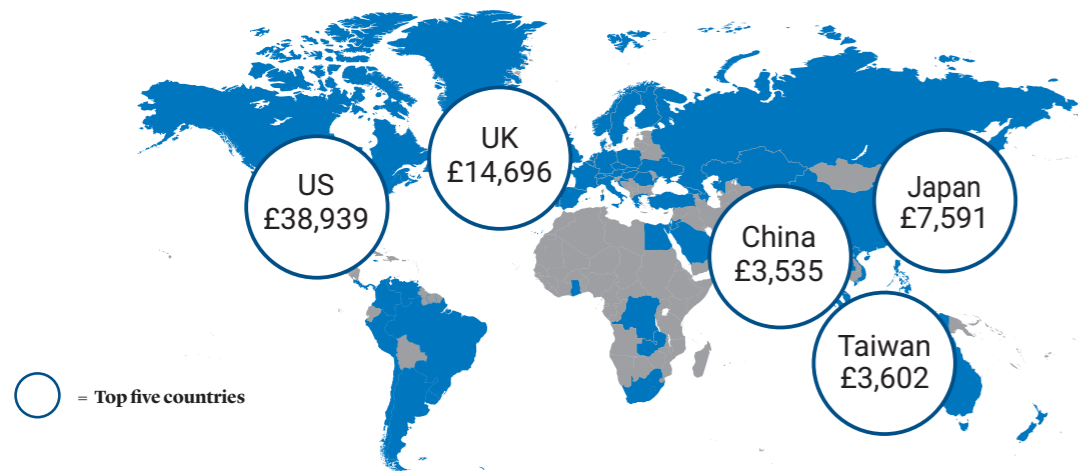 UK
£14,696
US
£38,939
Japan
£7,591
China
£3,535
Taiwan
£3,602
= Top five countries